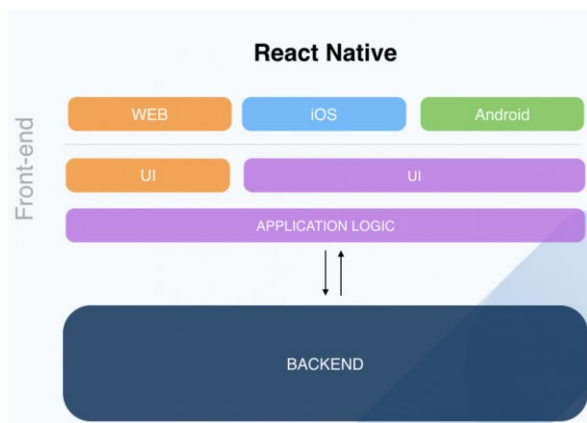 React Native
Front-end
WEB
iOS
Android
UI
UI
APPLICATION LOGIC
BACKEND